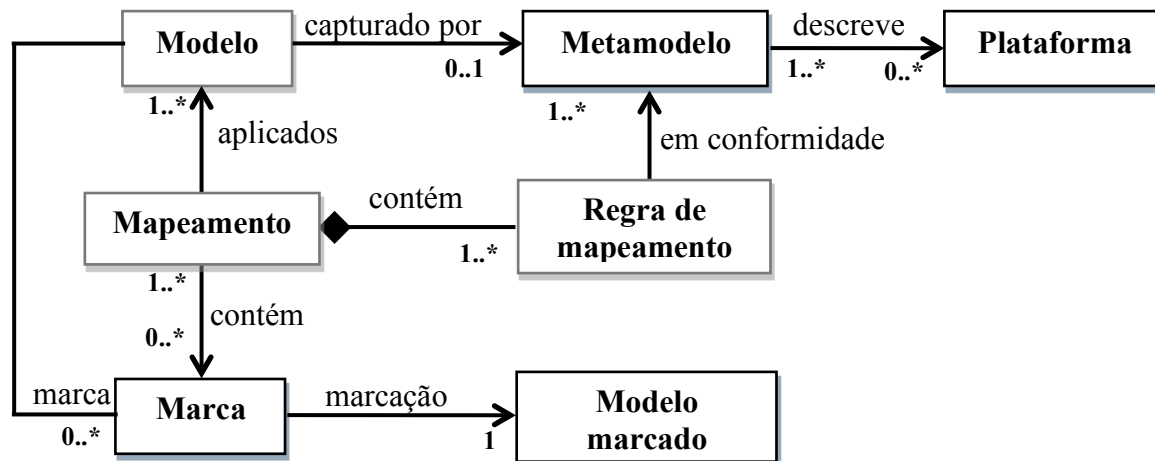 Modelo
capturado por
0..1
Metamodelo
descreve
1..*
0..*
Plataforma
1..*
aplicados
1..*
em conformidade
Mapeamento
contém
1..*
Regra de
mapeamento
1..*
contém
0..*
marca
0..*
Marca
marcação
1
Modelo
marcado